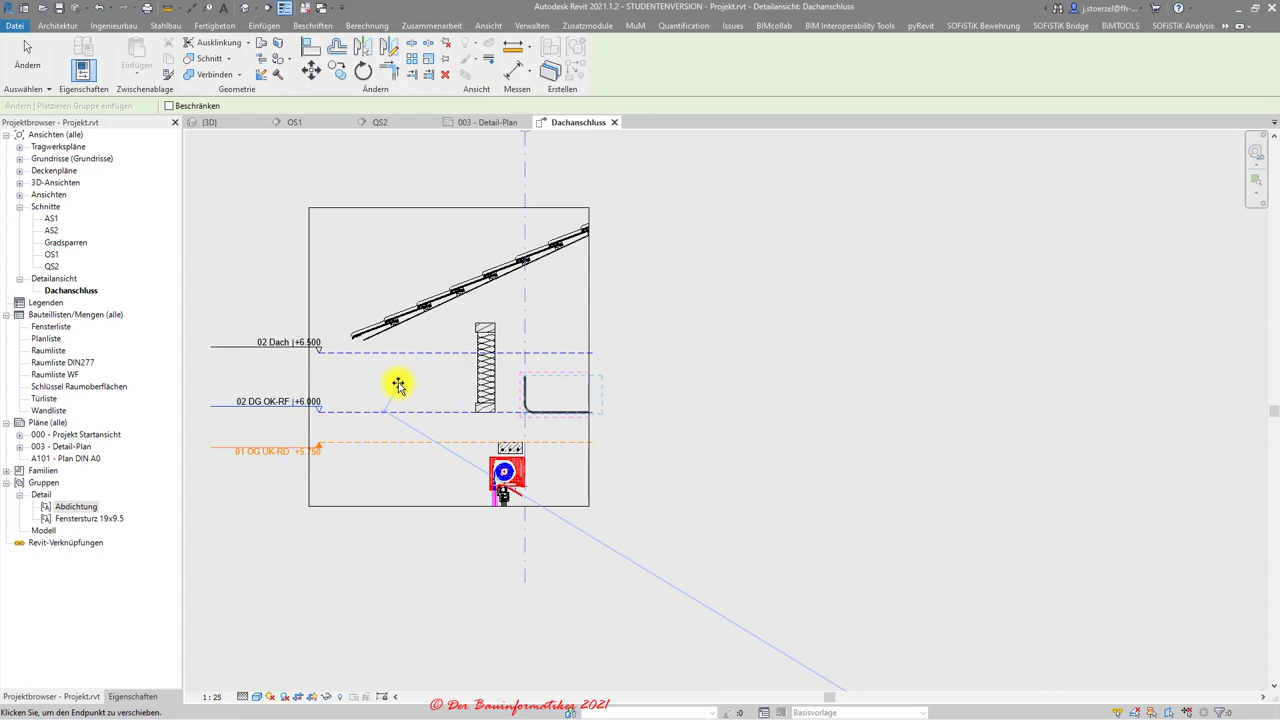 Autodesk Revit 2021.1.2 - STUDENTENVERSION - Projekt.rvt - Detailansicht: Dachanschluss
j.stoerzel@fh-...
Datei Architektur Ingenieurbau Stahlbau Fertigbeton Einfügen Beschriften Berechnung Körpermodell & Grundstück Zusammenarbeit Ansicht Verwalten Zusatzmodule MuM Quantification Issues BIMcollab BIM Interoperability Tools pyRevit SOFiSTiK Bewehrung BiMTOOLS SOFiSTiK Bridge SOFiSTiK Analysis
Ändern
Einfügen
Ausklinkung
Schnitt
Verbinden
Auswählen Eigenschaften Zwischenablage Geometrie Ändern Ansicht Messen Erstellen
Ändern | Platzieren Gruppe einfügen Beschränken
Projektbrowser - Projekt.rvt
{3D} OS1 QS2 003 - Detail-Plan Dachanschluss
Ansichten (alle)
Tragwerkspläne
Grundrisse (Grundrisse)
Deckenpläne
3D-Ansichten
Ansichten
Schnitte
AS1
AS2
Gradsparren
OS1
QS2
Detailansicht
Dachanschluss
Legenden
Bauteillisten/Mengen (alle)
Fensterliste
Planliste
Raumliste
Raumliste DIN277
Raumliste WF
Schlüssel Raumoberflächen
Türliste
Wandliste
Pläne (alle)
000 - Projekt Startansicht
003 - Detail-Plan
A101 - Plan DIN A0
Familien
Gruppen
Detail
Abdichtung
Fenstersturz 19x9.5
Modell
Revit-Verknüpfungen
02 Dach |+6.500
02 DG OK-RF |+6.000
01 OG UK-RD +5.750
Projektbrowser - Projekt.rvt Eigenschaften
1 : 25
Klicken Sie, um den Endpunkt zu verschieben.
© Der Bauinformatiker 2021
:0
Basisvorlage
:0